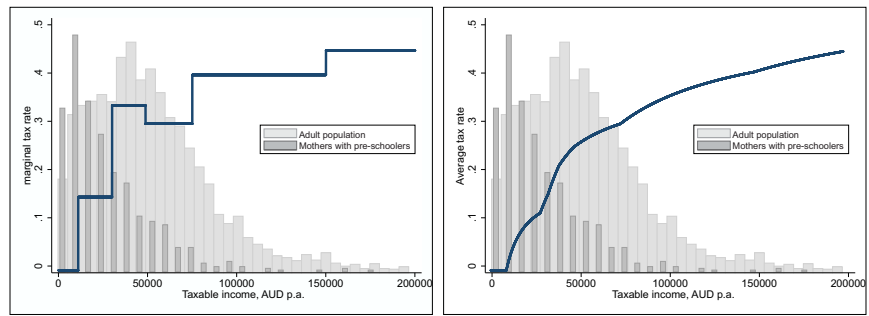 .5
.4
.3
.2
.1
0
marginal tax rate
Adult population
Mothers with pre-schoolers
0 50000 100000 150000 200000
Taxable income, AUD p.a.
.5
.4
.3
.2
.1
0
Average tax rate
Adult population
Mothers with pre-schoolers
0 50000 100000 150000 200000
Taxable income, AUD p.a.